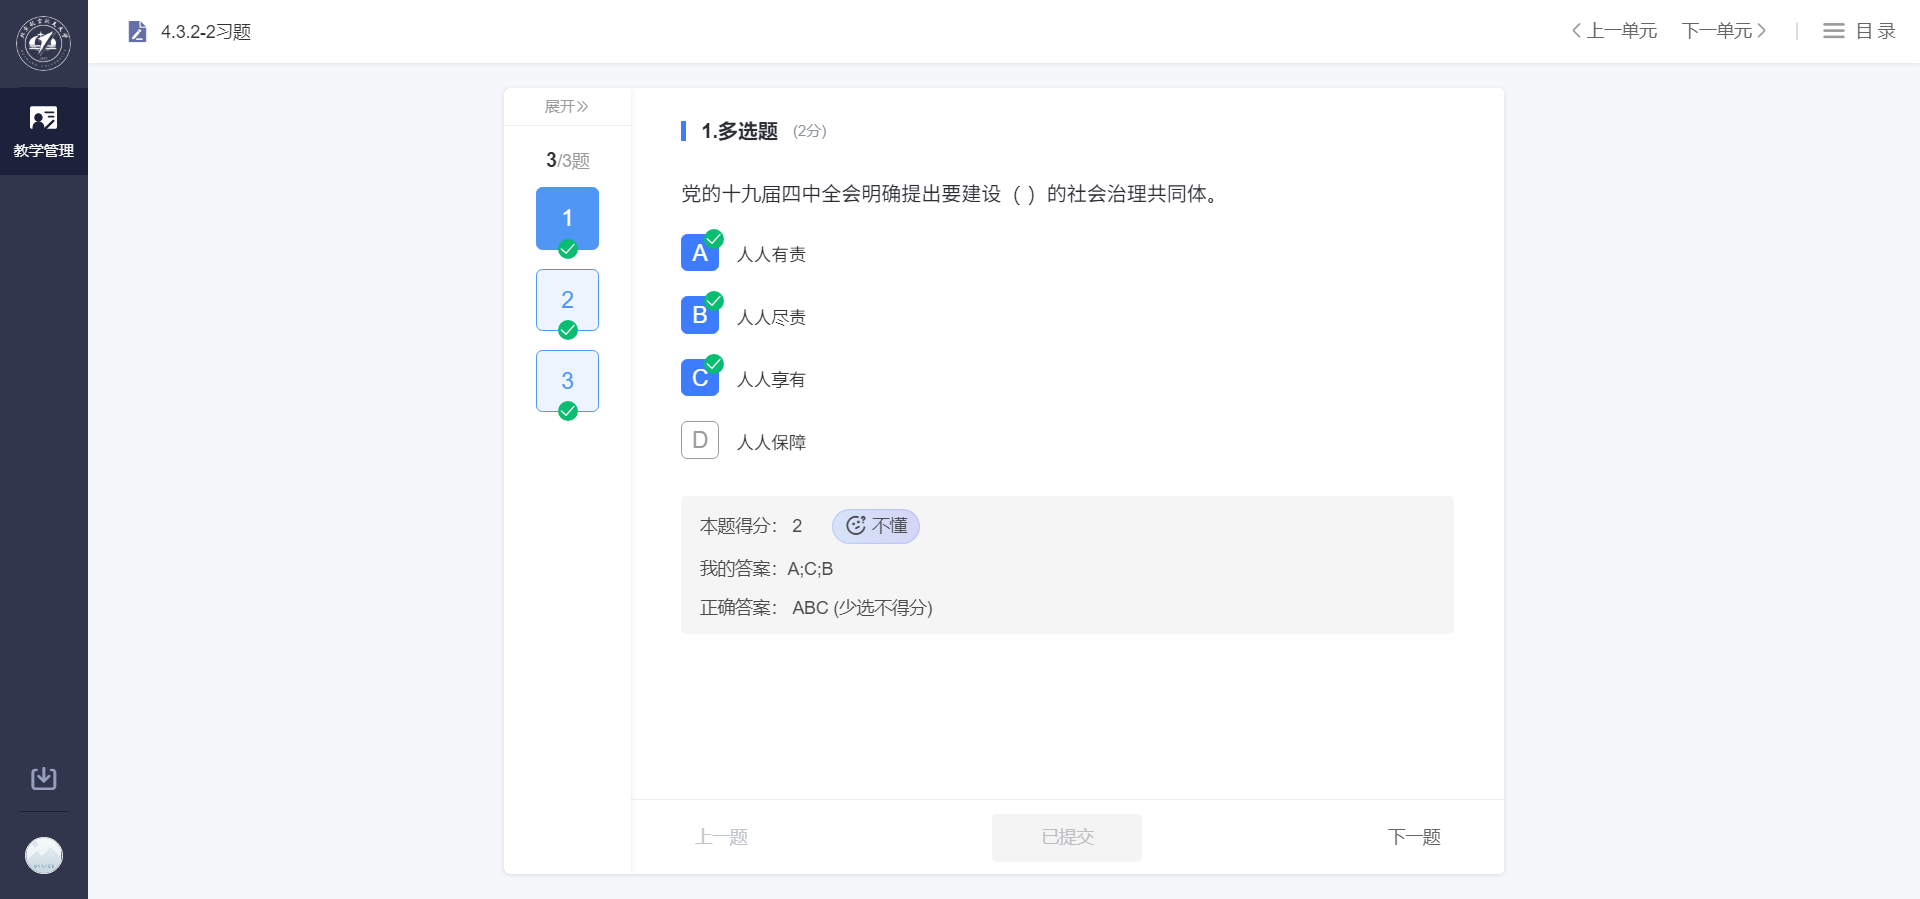 4.3.2-2习题
上一单元 下一单元 目录
教学管理
展开
3/3题
1
2
3
1.多选题 (2分)
党的十九届四中全会明确提出要建设（ ）的社会治理共同体。
A 人人有责
B 人人尽责
C 人人享有
D 人人保障
本题得分： 2 不懂
我的答案：A;C;B
正确答案： ABC (少选不得分)
上一题 已提交 下一题